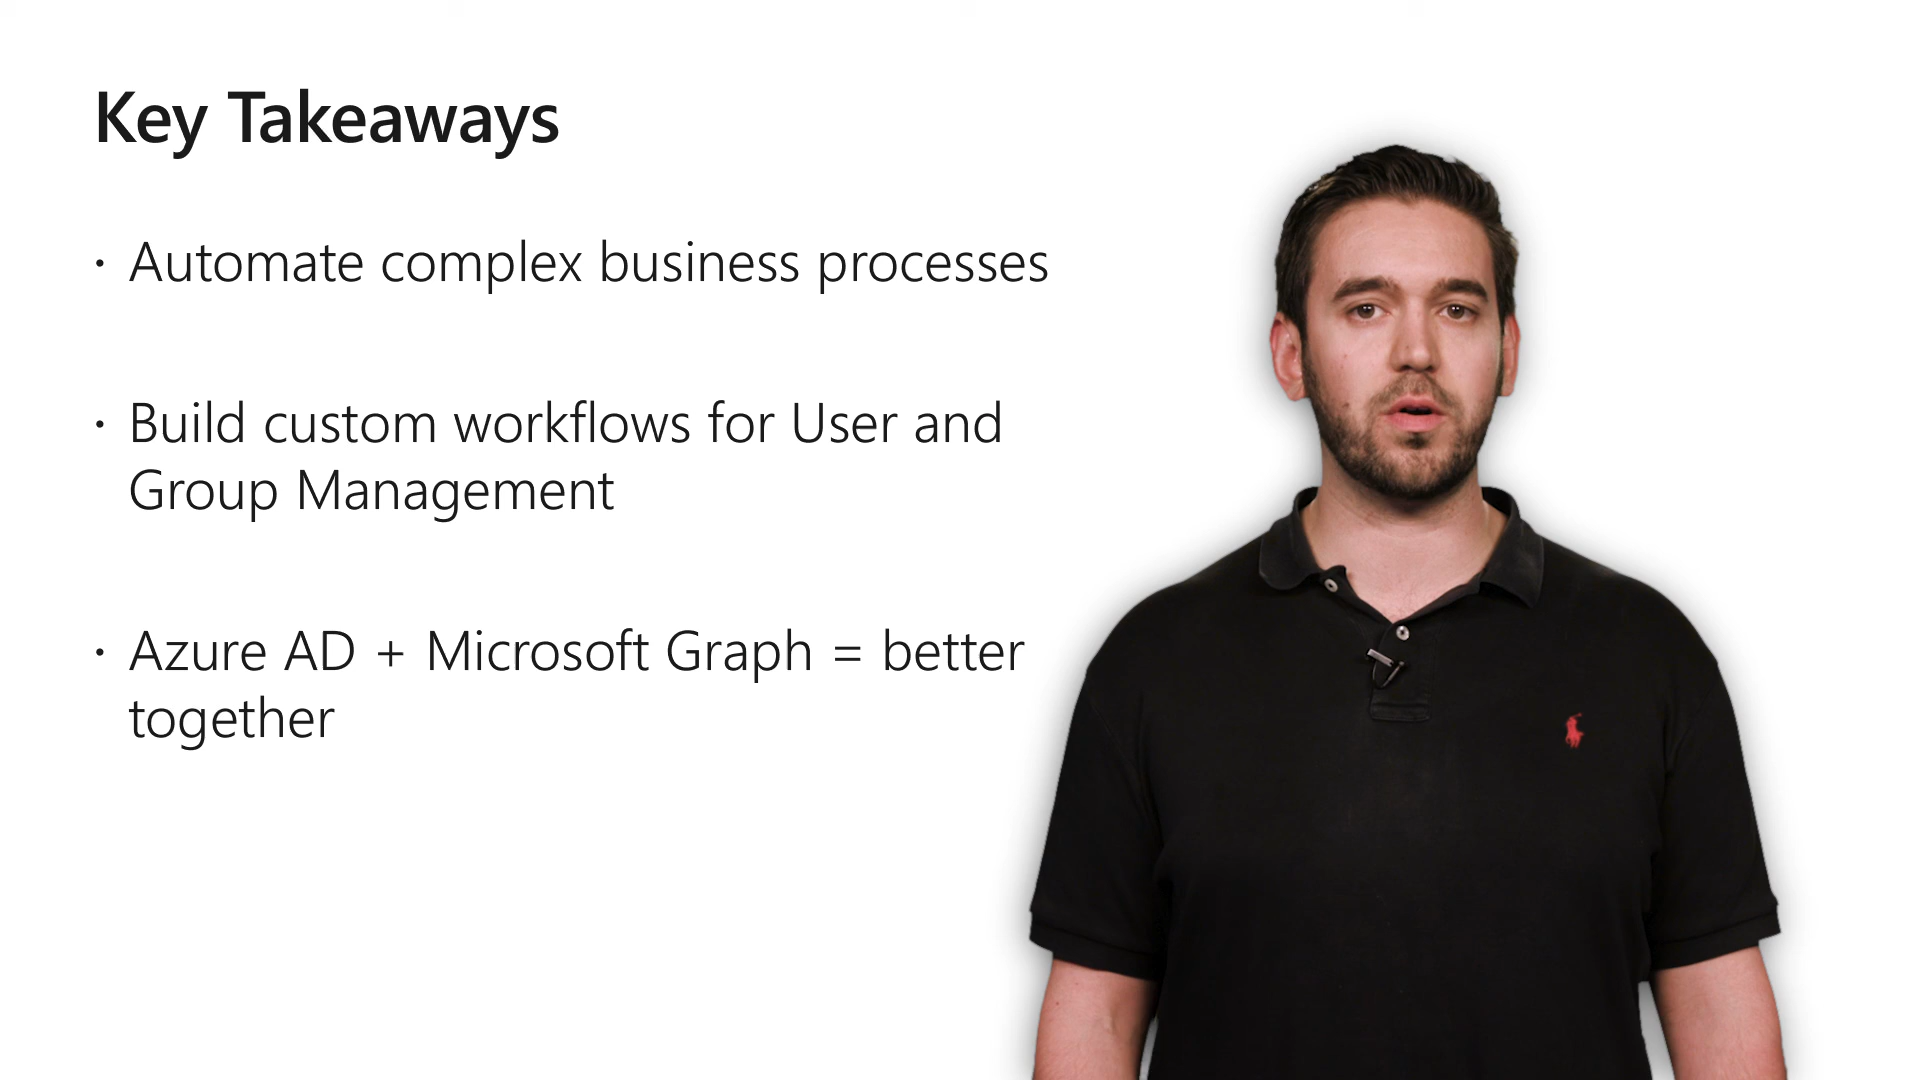 Key Takeaways
· Automate complex business processes
· Build custom workflows for User and
Group Management
· Azure AD + Microsoft Graph = better
together